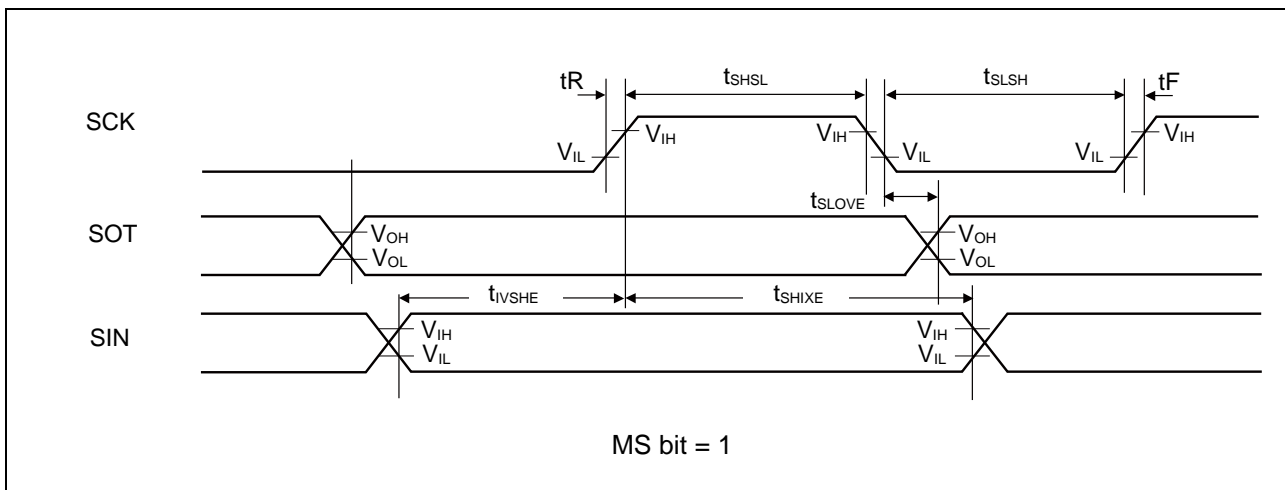 tR tSHSL tSLSH tF
SCK
VIH VIH VIH
VIL VIL VIL
tSLOVE
SOT
VOH VOH
VOL VOL
tIVSHE tSHIXE
SIN
VIH VIH
VIL VIL
MS bit = 1